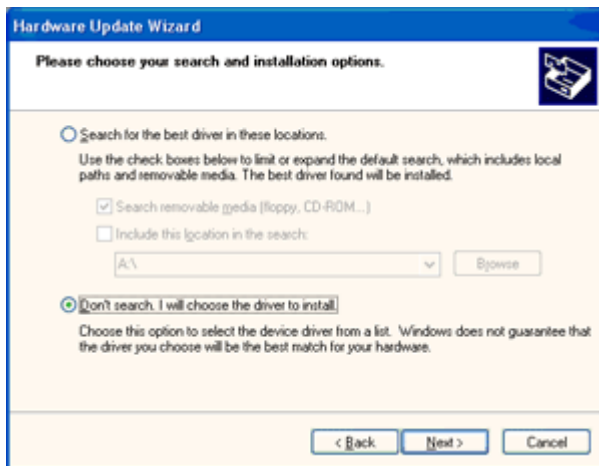 Hardware Update Wizard
Please choose your search and installation options.
Search for the best driver in these locations.
Use the check boxes below to limit or expand the default search, which includes local
paths and removable media. The best driver found will be installed.
Search removable media (floppy, CD-ROM...)
Include this location in the search:
A:\
Browse
Don't search. I will choose the driver to install.
Choose this option to select the device driver from a list. Windows does not guarantee that
the driver you choose will be the best match for your hardware.
< Back
Next >
Cancel